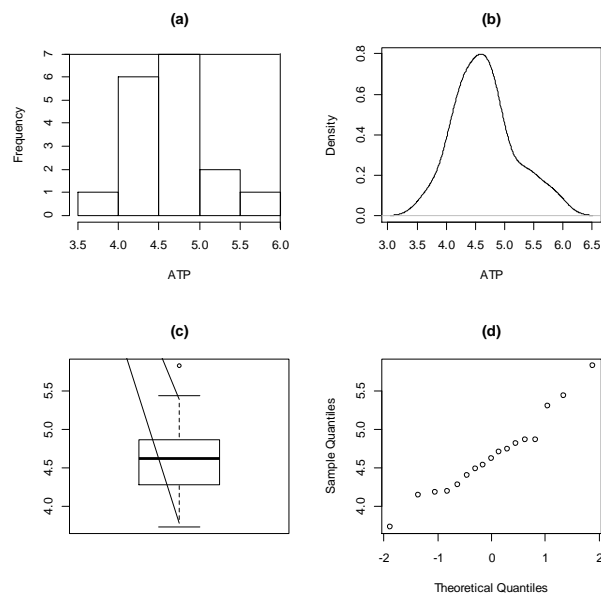 (a)
Frequency
0 1 2 3 4 5 6 7
3.5 4.0 4.5 5.0 5.5 6.0
ATP
(b)
Density
0.0 0.2 0.4 0.6 0.8
3.0 3.5 4.0 4.5 5.0 5.5 6.0 6.5
ATP
(c)
4.0 4.5 5.0 5.5
(d)
Sample Quantiles
4.0 4.5 5.0 5.5
-2 -1 0 1 2
Theoretical Quantiles